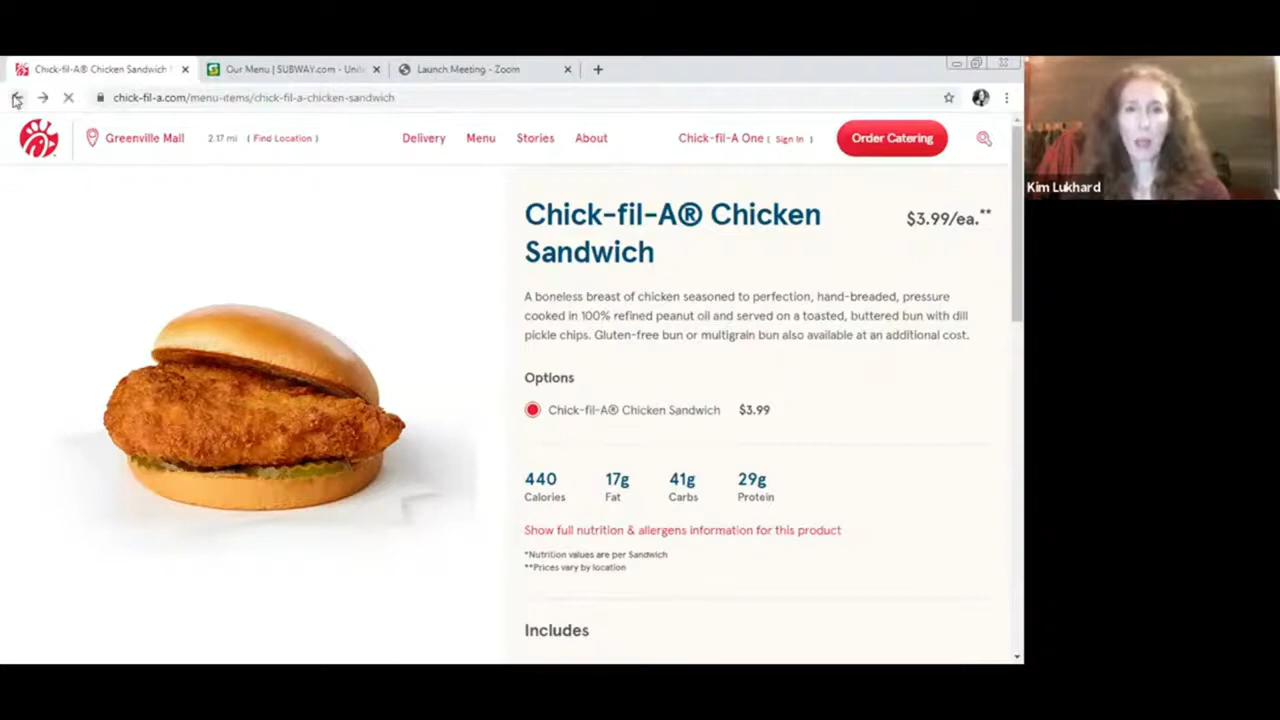 Chick-fil-A® Chicken Sandwich
Our Menu | SUBWAY.com - Unit
Launch Meeting - Zoom
chick-fil-a.com/menu-items/chick-fil-a-chicken-sandwich
Greenville Mall 2.17 mi ( Find Location ) Delivery Menu Stories About Chick-fil-A One ( Sign In ) Order Catering
Kim Lukhard
Chick-fil-A® Chicken
Sandwich
$3.99/ea.**
A boneless breast of chicken seasoned to perfection, hand-breaded, pressure
cooked in 100% refined peanut oil and served on a toasted, buttered bun with dill
pickle chips. Gluten-free bun or multigrain bun also available at an additional cost.
Options
Chick-fil-A® Chicken Sandwich $3.99
440 17g 41g 29g
Calories Fat Carbs Protein
Show full nutrition & allergens information for this product
*Nutrition values are per Sandwich
**Prices vary by location
Includes